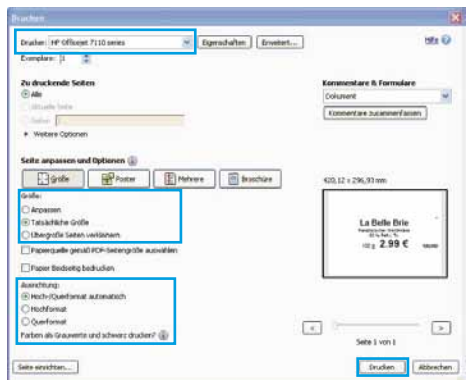 Drucken
Drucker: HP Officejet 7110 series Eigenschaften Erweitert... Hilfe
Exemplare: 1
Zu druckende Seiten Kommentare & Formulare
Alle Dokument
Aktuelle Seite Kommentare zusammenfassen
Seiten 1
Weitere Optionen
Seite anpassen und Optionen
Größe Poster Mehrere Broschüre 420,12 x 296,93 mm
Größe:
Anpassen
Tatsächliche Größe
Übergroße Seiten verkleinern
Papierquelle gemäß PDF-Seitengröße auswählen
Papier beidseitig bedrucken
La Belle Brie
2.99 €
Ausrichtung:
Hoch-/Querformat automatisch
Hochformat
Querformat
Farben als Grauwerte und schwarz drucken?
< >
Seite 1 von 1
Seite einrichten... Drucken Abbrechen